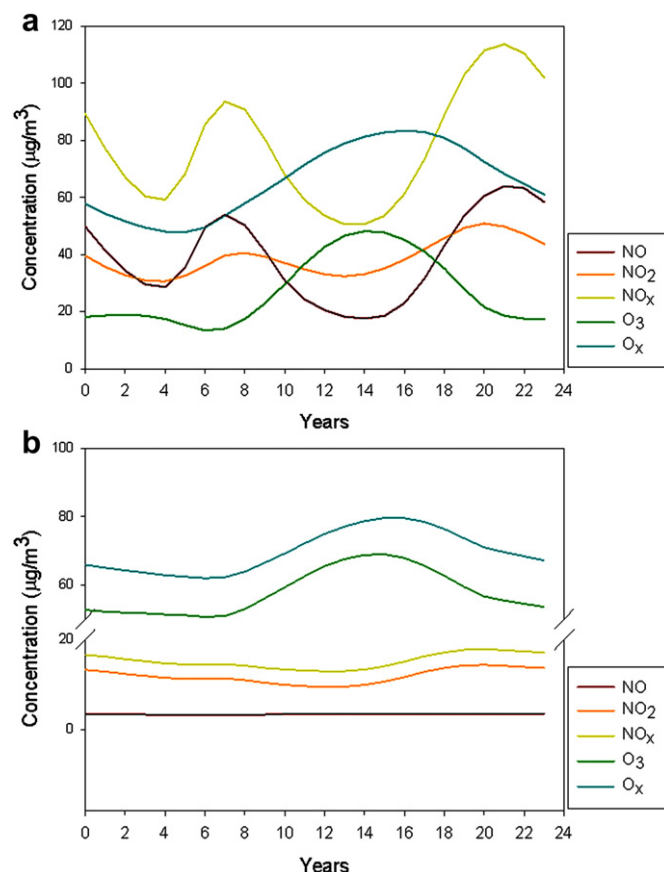 a
120
100
80
60
40
20
0
Concentration (µg/m³)
0 2 4 6 8 10 12 14 16 18 20 22 24
Years
NO
NO₂
NOₓ
O₃
Oₓ
b
100
80
60
20
0
Concentration (µg/m³)
0 2 4 6 8 10 12 14 16 18 20 22 24
Years
NO
NO₂
NOₓ
O₃
Oₓ